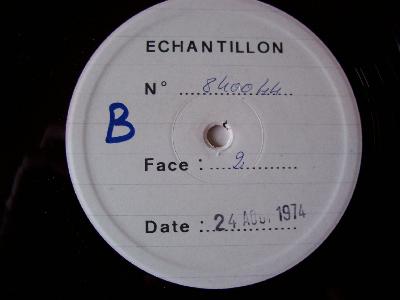 ECHANTILLON
N° 840044
B
Face : 2
Date : 24 AOU. 1974